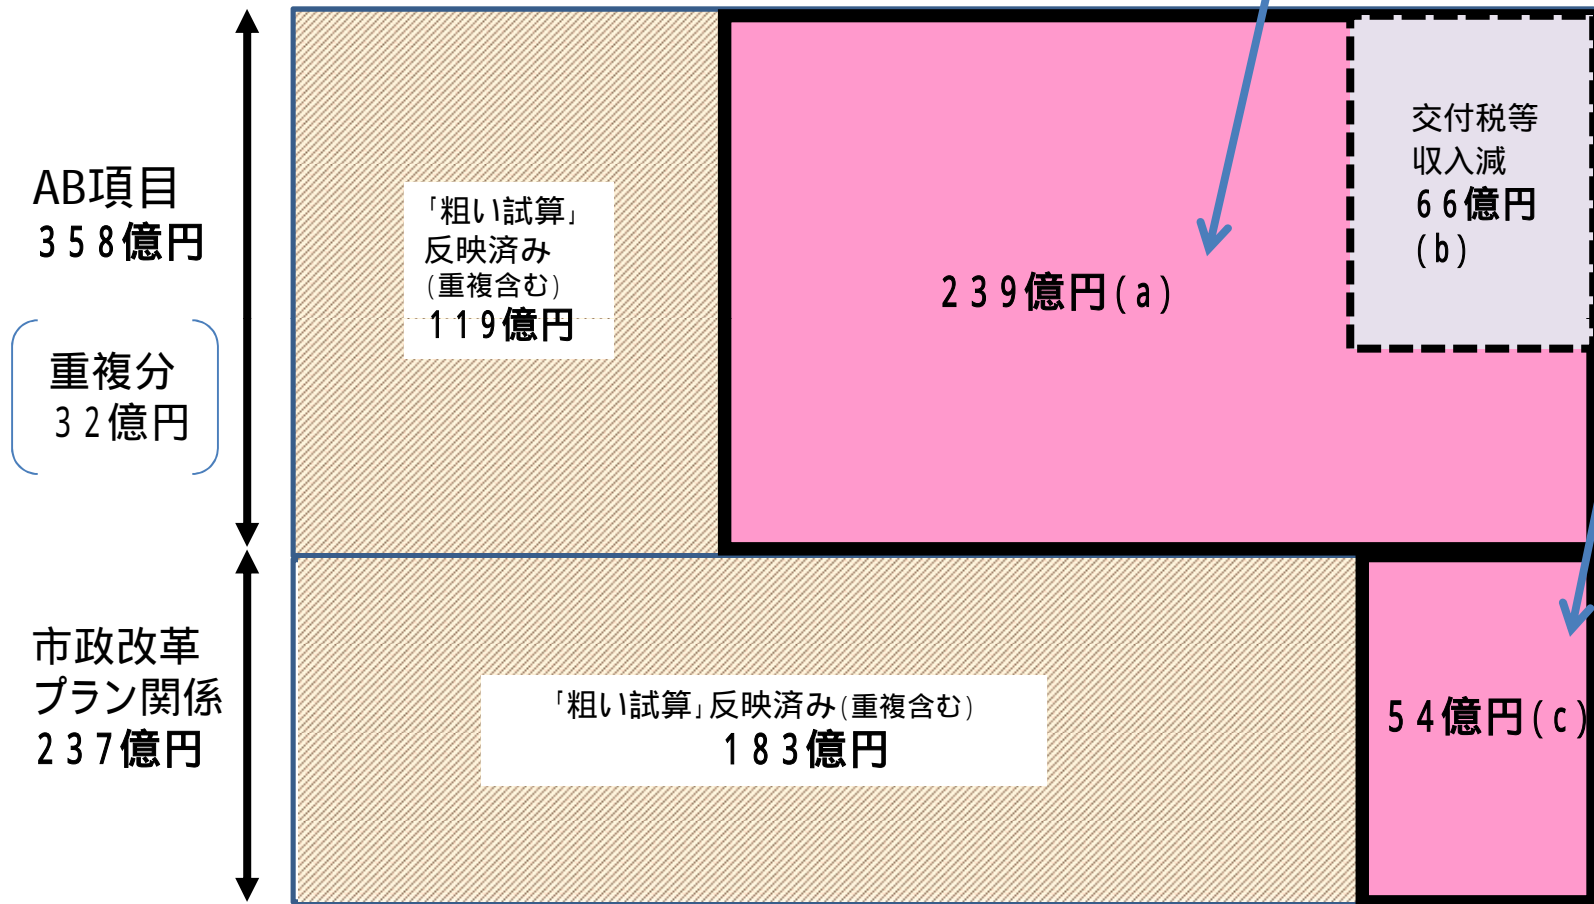 AB項目
358億円
重複分
32億円
「粗い試算」
反映済み
(重複含む)
119億円
239億円(a)
交付税等
収入減
66億円
(b)
市政改革
プラン関係
237億円
「粗い試算」反映済み(重複含む)
183億円
54億円(c)